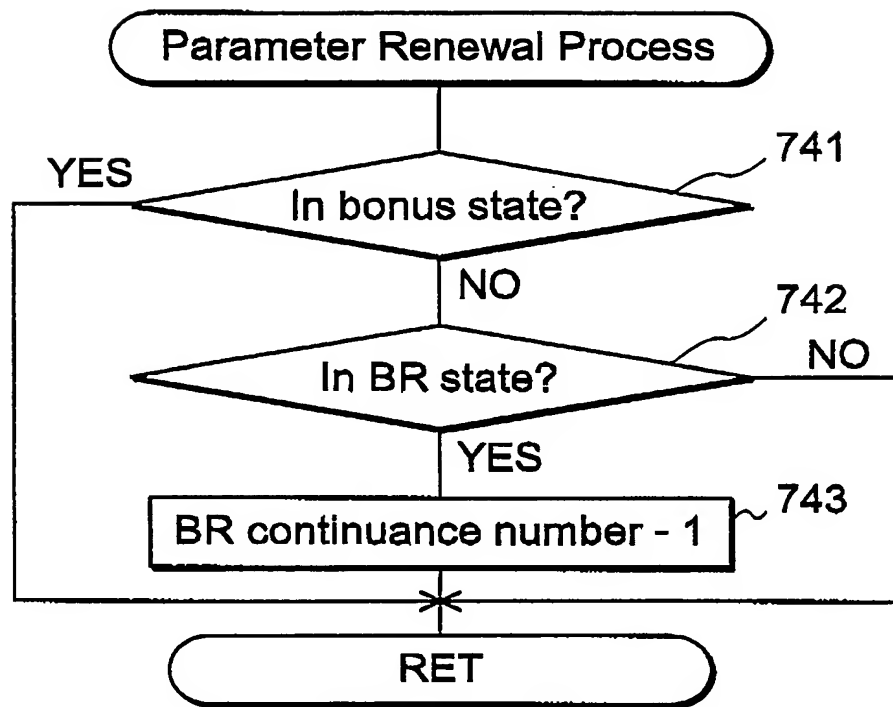 Parameter Renewal Process
741
YES
In bonus state?
NO
742
NO
In BR state?
YES
743
BR continuance number - 1
RET